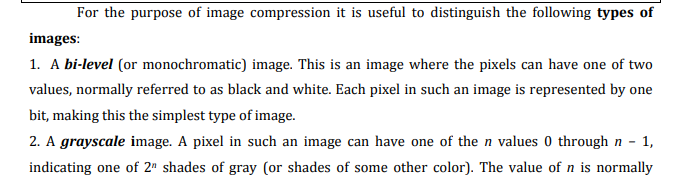 For the purpose of image compression it is useful to distinguish the following types of
images:
1. A bi-level (or monochromatic) image. This is an image where the pixels can have one of two
values, normally referred to as black and white. Each pixel in such an image is represented by one
bit, making this the simplest type of image.
2. A grayscale image. A pixel in such an image can have one of the n values 0 through n – 1,
indicating one of 2ⁿ shades of gray (or shades of some other color). The value of n is normally